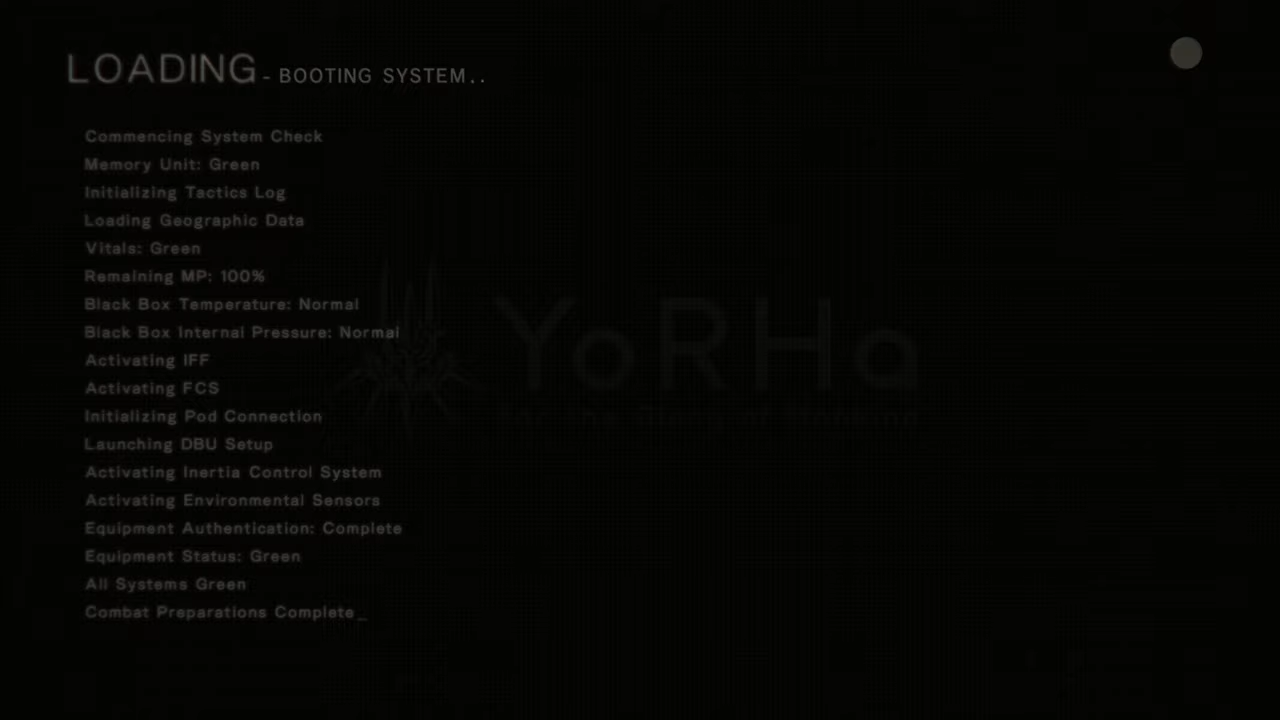 LOADING - BOOTING SYSTEM..
Commencing System Check
Memory Unit: Green
Initializing Tactics Log
Loading Geographic Data
Vitals: Green
Remaining MP: 100%
Black Box Temperature: Normal
Black Box Internal Pressure: Normal
Activating IFF
Activating FCS
Initializing Pod Connection
Launching DBU Setup
Activating Inertia Control System
Activating Environmental Sensors
Equipment Authentication: Complete
Equipment Status: Green
All Systems Green
Combat Preparations Complete_
YoRHa